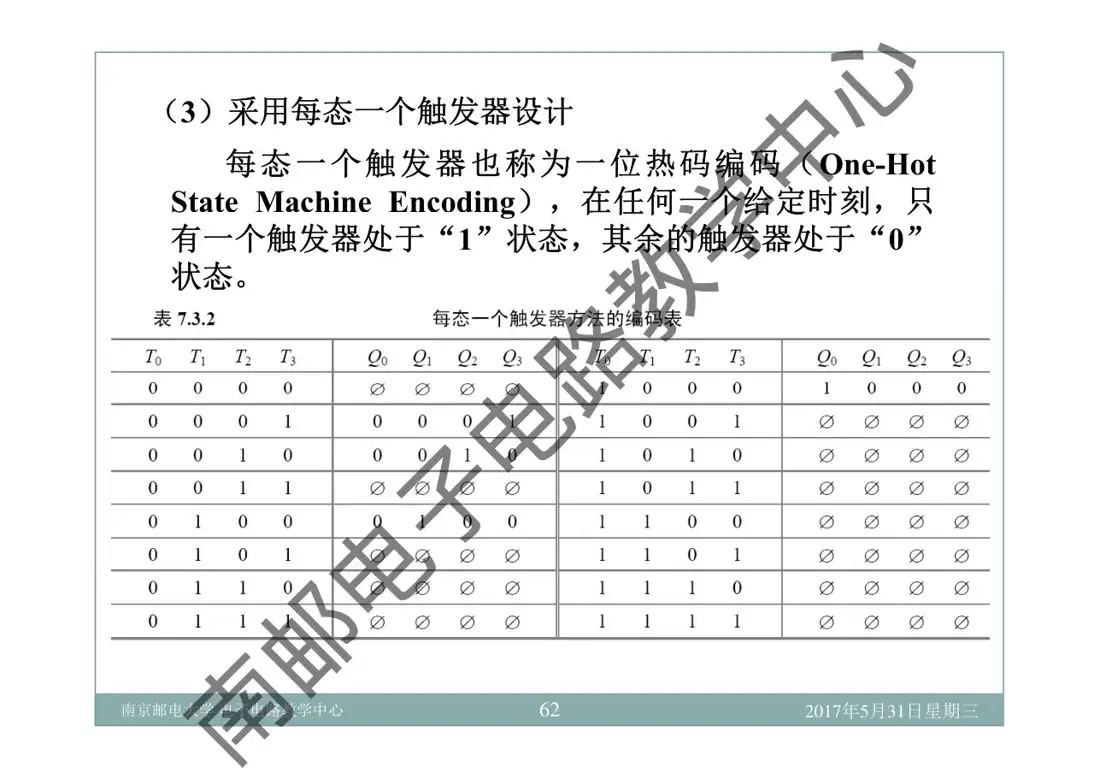 （3）采用每态一个触发器设计
每态一个触发器也称为一位热码编码（One-Hot
State Machine Encoding），在任何一个给定时刻，只
有一个触发器处于“1”状态，其余的触发器处于“0”
状态。
表 7.3.2 每态一个触发器方法的编码表
T0 T1 T2 T3 Q0 Q1 Q2 Q3 T0 T1 T2 T3 Q0 Q1 Q2 Q3
0 0 0 0 ∅ ∅ ∅ ∅ 1 0 0 0 1 0 0 0
0 0 0 1 0 0 0 1 1 0 0 1 ∅ ∅ ∅ ∅
0 0 1 0 0 0 1 0 1 0 1 0 ∅ ∅ ∅ ∅
0 0 1 1 ∅ ∅ ∅ ∅ 1 0 1 1 ∅ ∅ ∅ ∅
0 1 0 0 0 1 0 0 1 1 0 0 ∅ ∅ ∅ ∅
0 1 0 1 ∅ ∅ ∅ ∅ 1 1 0 1 ∅ ∅ ∅ ∅
0 1 1 0 ∅ ∅ ∅ ∅ 1 1 1 0 ∅ ∅ ∅ ∅
0 1 1 1 ∅ ∅ ∅ ∅ 1 1 1 1 ∅ ∅ ∅ ∅
南京邮电大学 电子电路教学中心 62 2017年5月31日星期三
南邮电子电路教学中心